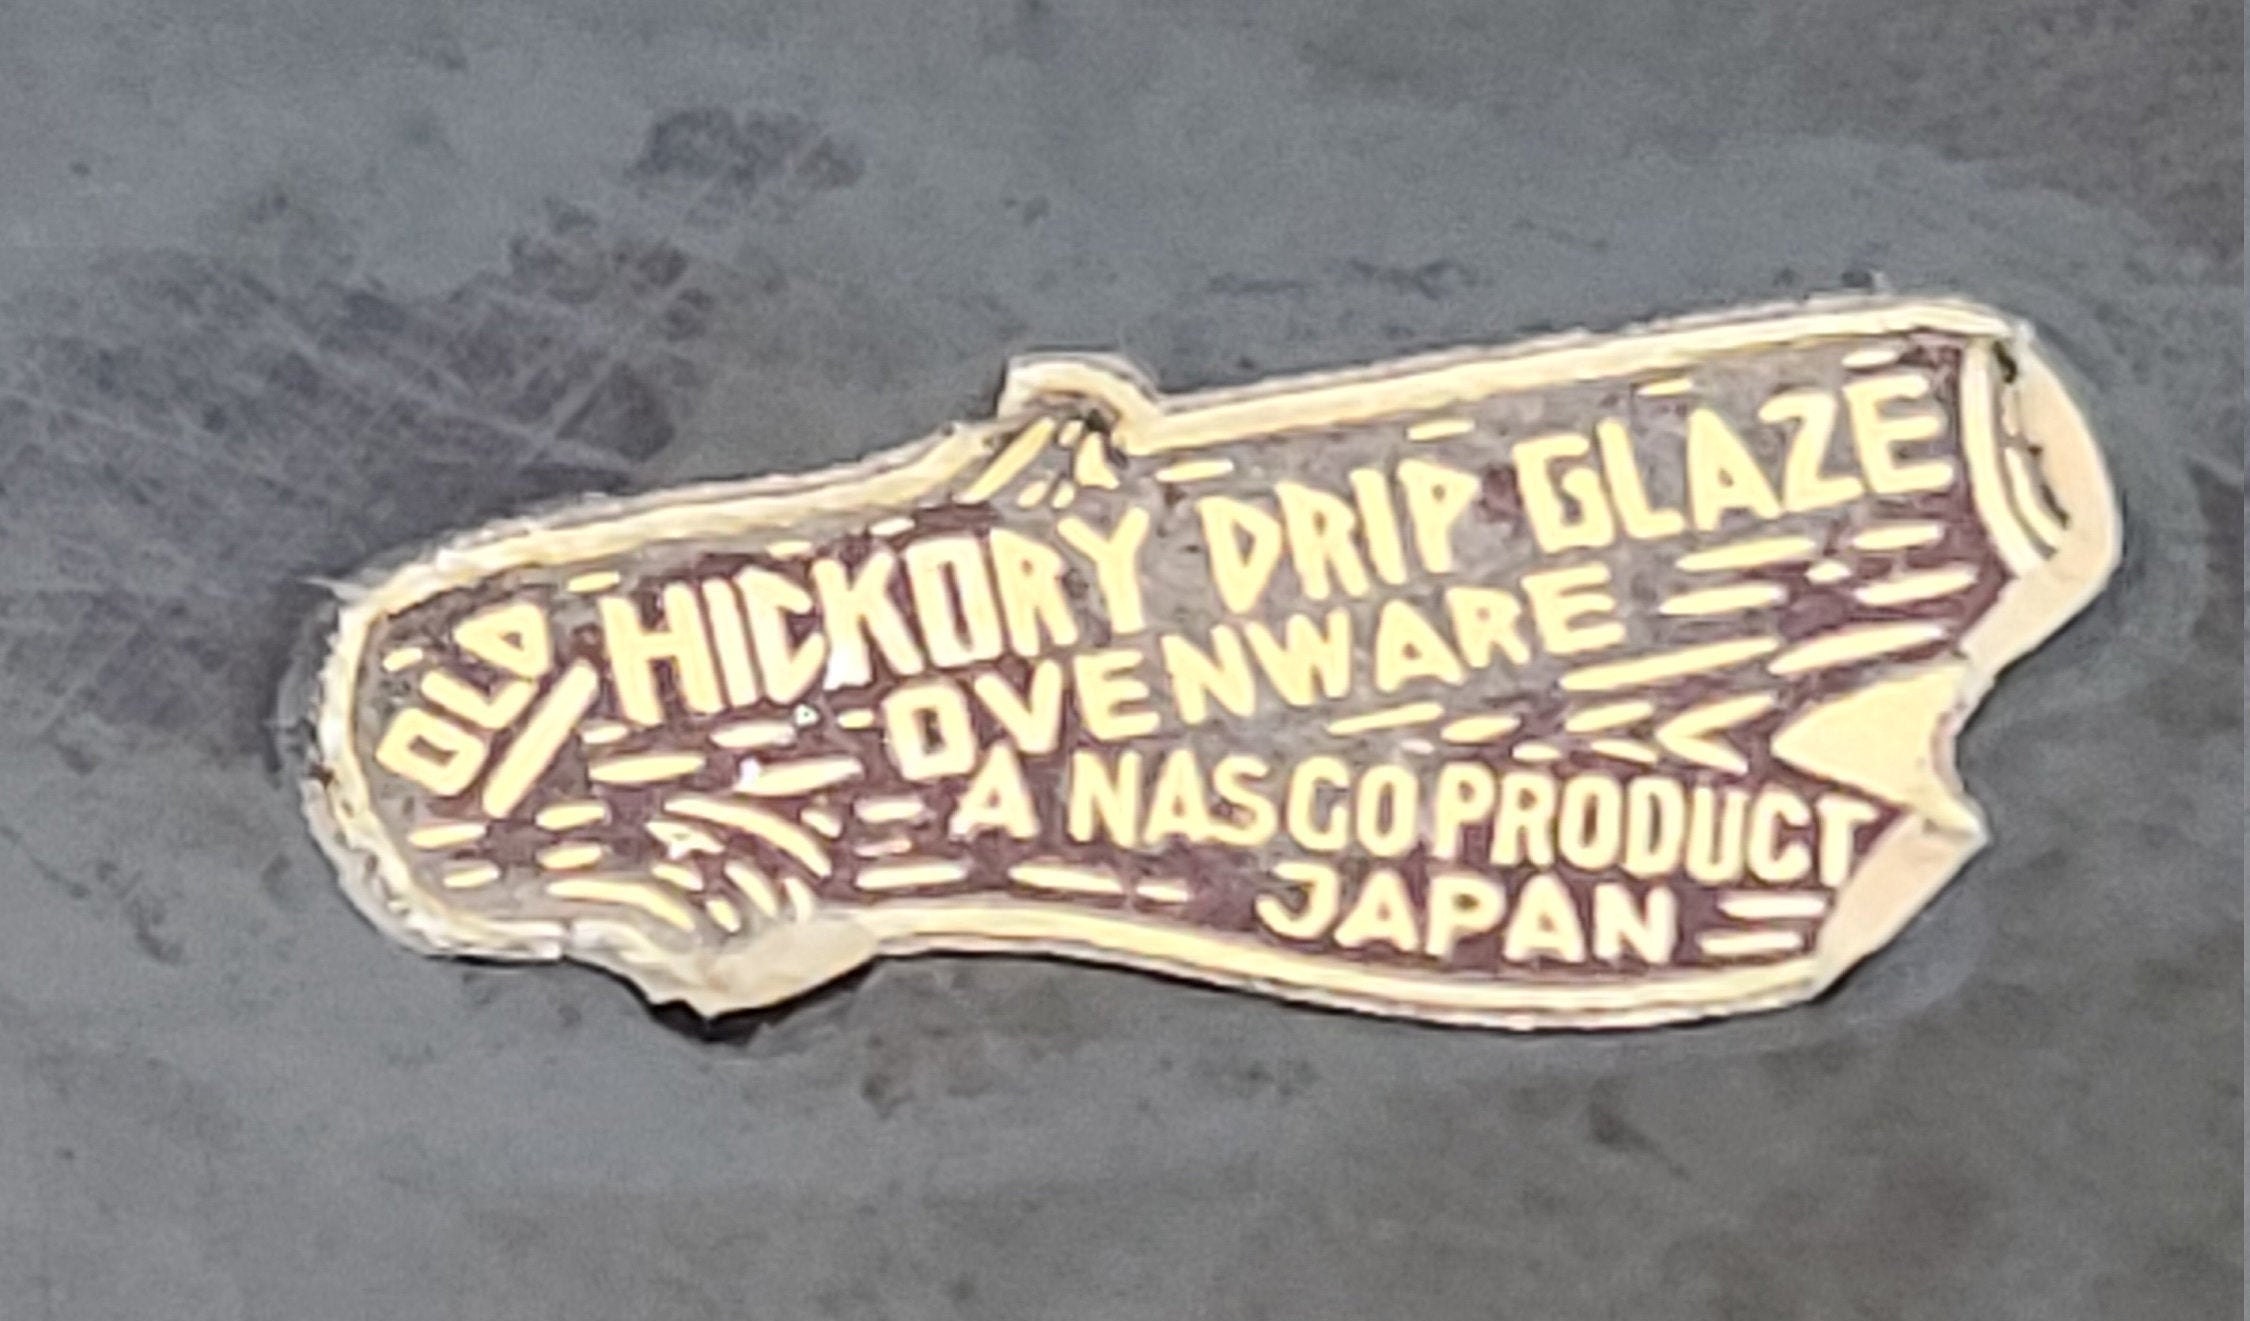 OLD HICKORY DRIP GLAZE
OVENWARE
A NASCO PRODUCT
JAPAN